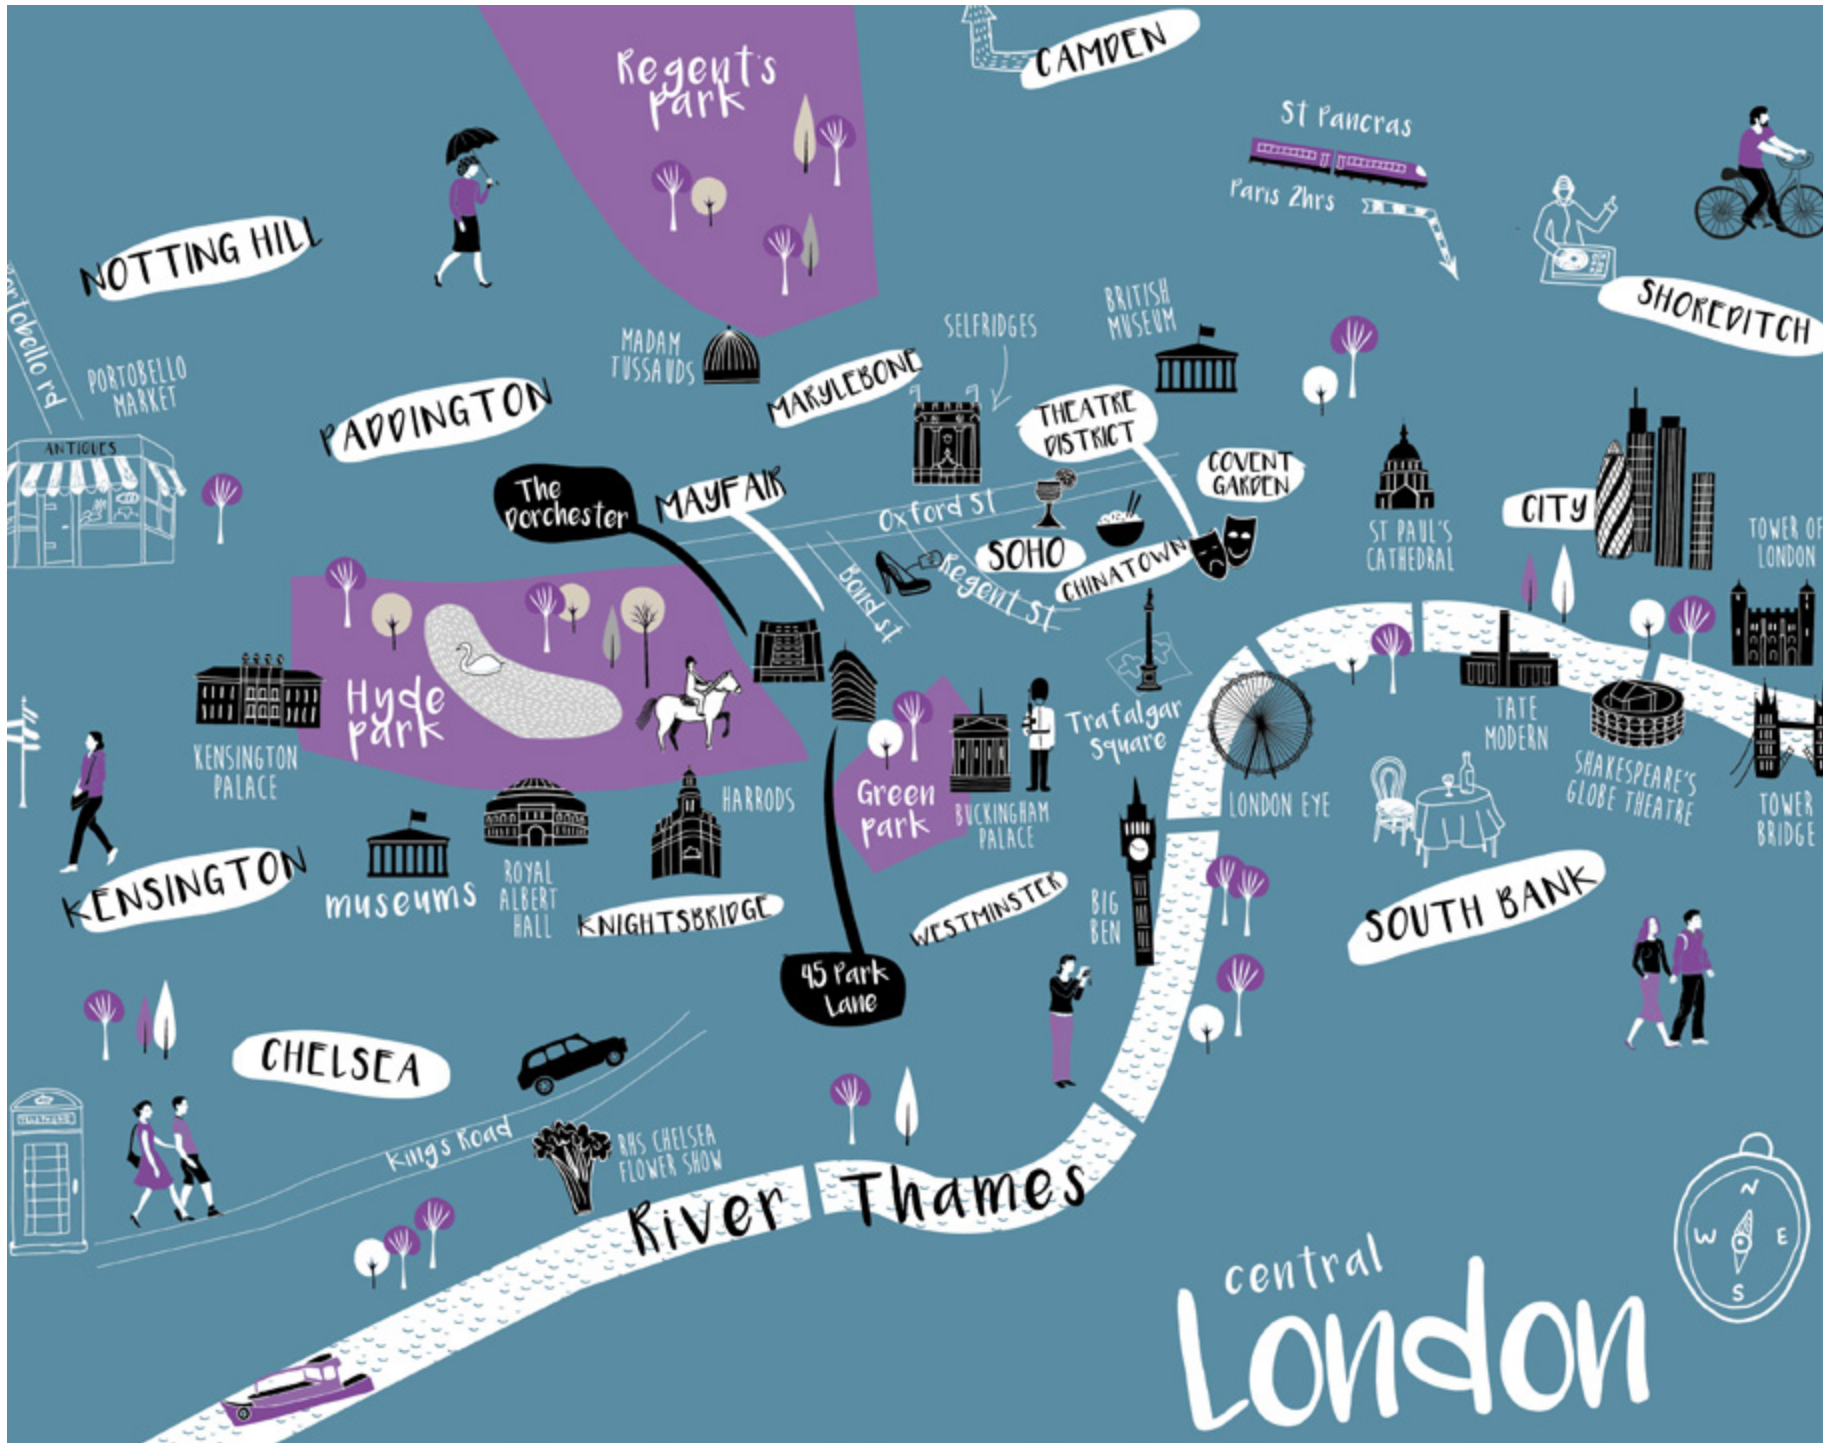 Regent's
park
CAMDEN
St Pancras
Paris 2hrs
NOTTING HILL
SHOREDITCH
Portobello rd
PORTOBELLO
MARKET
ANTIQUES
PADDINGTON
MADAM
TUSSAUDS
MARYLEBONE
SELFRIDGES
BRITISH
MUSEUM
THEATRE
DISTRICT
COVENT
GARDEN
The
Dorchester
MAYFAIR
Oxford St
SOHO
CHINATOWN
Bond st
Regent St
ST PAUL'S
CATHEDRAL
CITY
TOWER OF
LONDON
Hyde
park
KENSINGTON
PALACE
Green
park
BUCKINGHAM
PALACE
Trafalgar
Square
LONDON EYE
TATE
MODERN
SHAKESPEARE'S
GLOBE THEATRE
TOWER
BRIDGE
HARRODS
KENSINGTON
museums
ROYAL
ALBERT
HALL
KNIGHTSBRIDGE
WESTMINSTER
BIG
BEN
SOUTH BANK
45 Park
Lane
CHELSEA
Kings Road
RHS CHELSEA
FLOWER SHOW
River Thames
TELEPHONE
central
London
N
W E
S